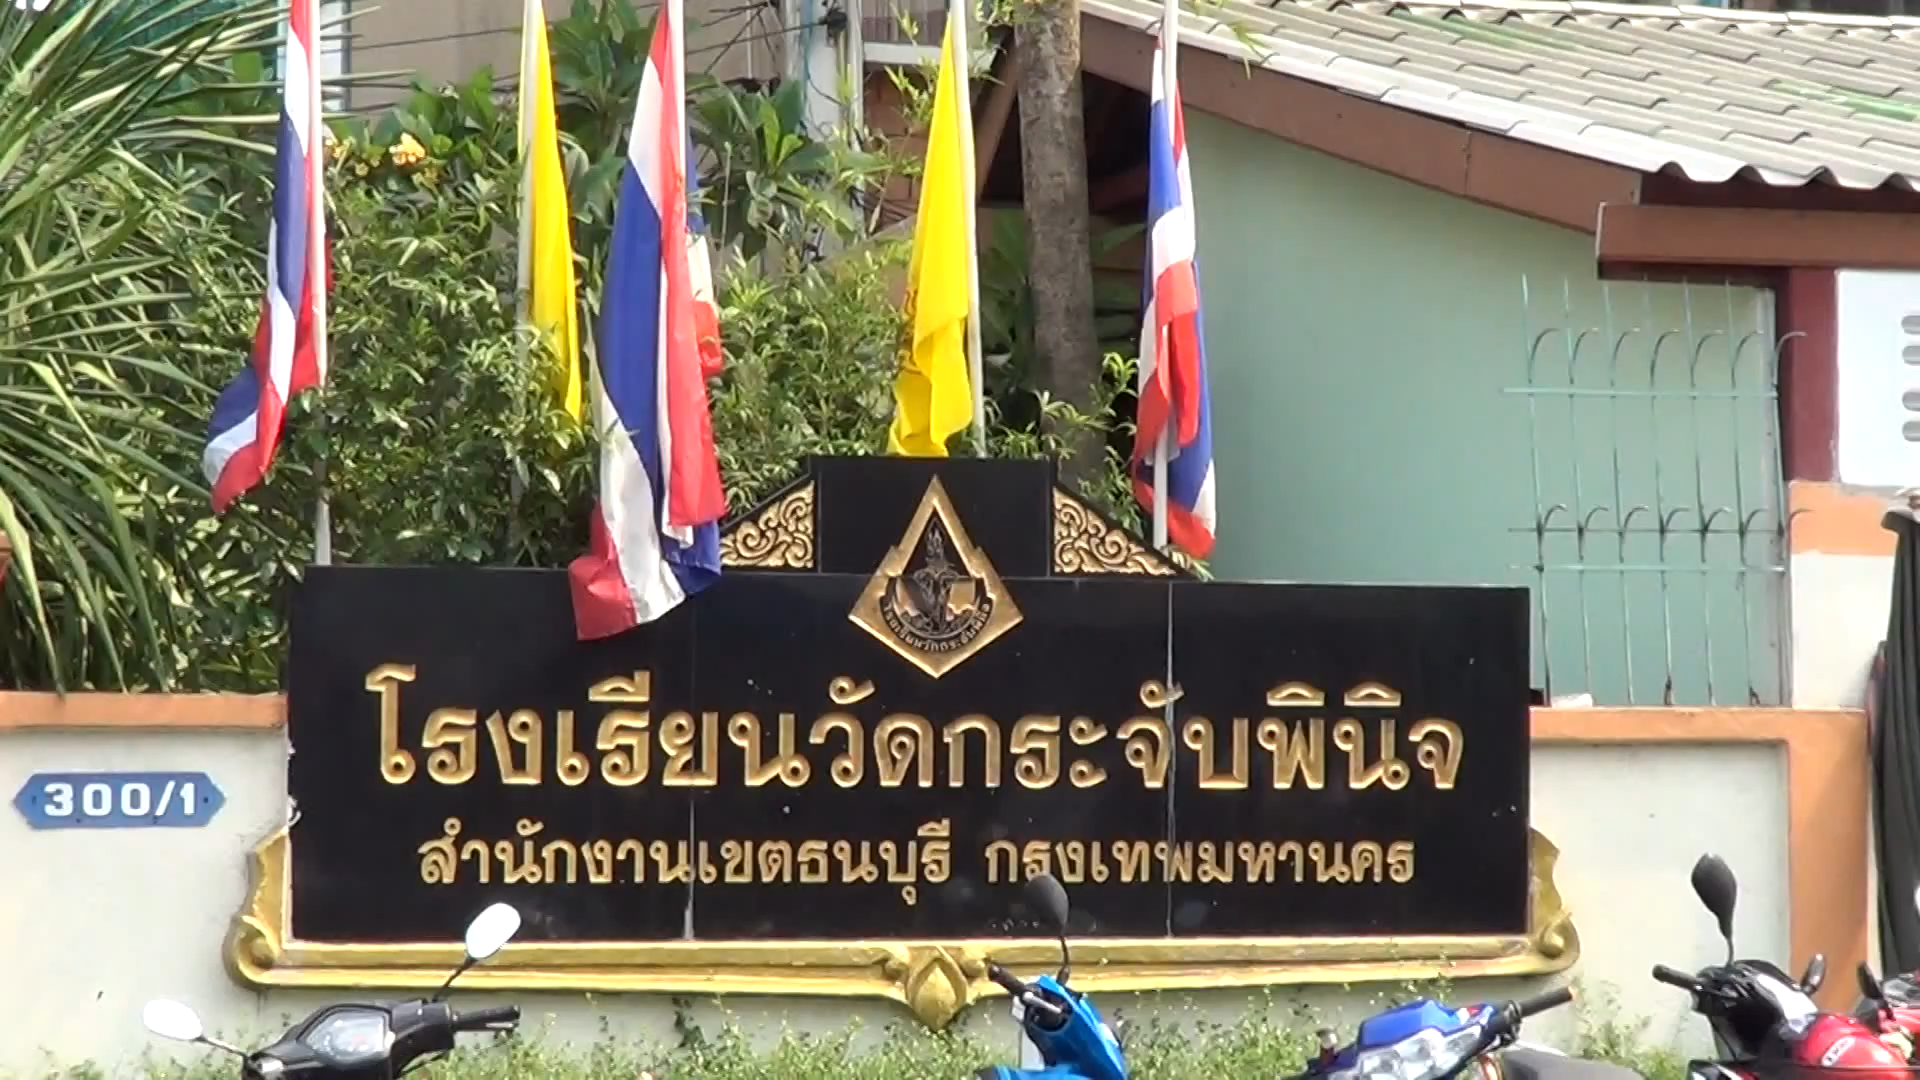 โรงเรียนวัดกระจับพินิจ
300/1
สำนักงานเขตธนบุรี กรุงเทพมหานคร